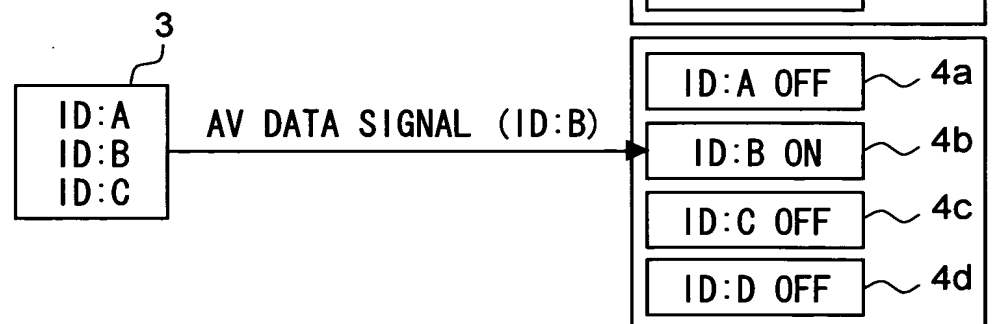 3
ID:A
ID:B
ID:C
AV DATA SIGNAL (ID:B)
ID:A OFF
4a
ID:B ON
4b
ID:C OFF
4c
ID:D OFF
4d